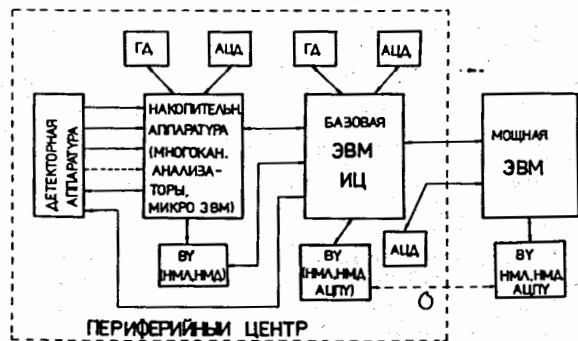 ГД
АЦД
ГД
АЦД
ДЕТЕКТОРНАЯ
АППАРАТУРА
НАКОПИТЕЛЬН.
АППАРАТУРА
(МНОГОКАН.
АНАЛИЗА-
ТОРЫ,
МИКРО ЭВМ)
БАЗОВАЯ
ЭВМ
ИЦ
МОЩНАЯ
ЭВМ
ВУ
(НМЛ,НМД)
ВУ
(НМЛ,НМД
АЦПУ)
АЦД
ВУ
НМЛ,НМД
АЦПУ
ПЕРИФЕРИЙНЫЙ ЦЕНТР